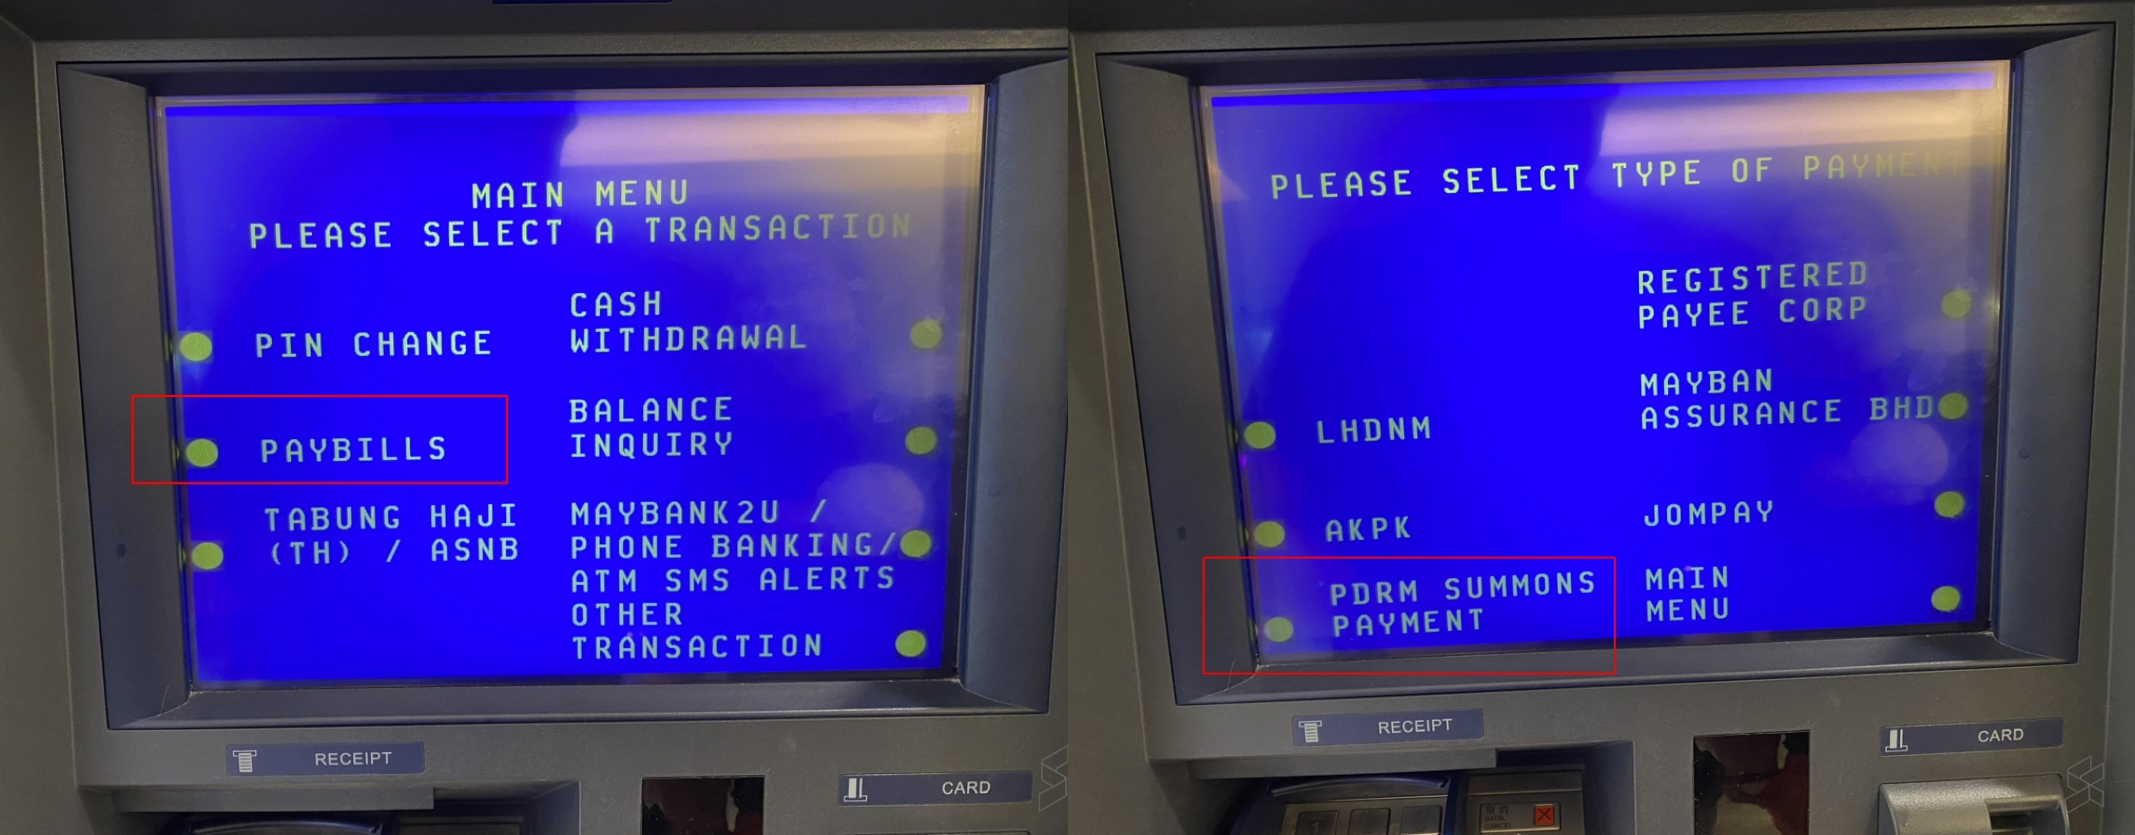 MAIN MENU
PLEASE SELECT A TRANSACTION
PIN CHANGE
CASH
WITHDRAWAL
PAYBILLS
BALANCE
INQUIRY
TABUNG HAJI
(TH) / ASNB
MAYBANK2U /
PHONE BANKING/
ATM SMS ALERTS
OTHER
TRANSACTION
RECEIPT
CARD
PLEASE SELECT TYPE OF PAYMENT
REGISTERED
PAYEE CORP
LHDNM
MAYBAN
ASSURANCE BHD
AKPK
JOMPAY
PDRM SUMMONS
PAYMENT
MAIN
MENU
RECEIPT
CARD
CANCEL